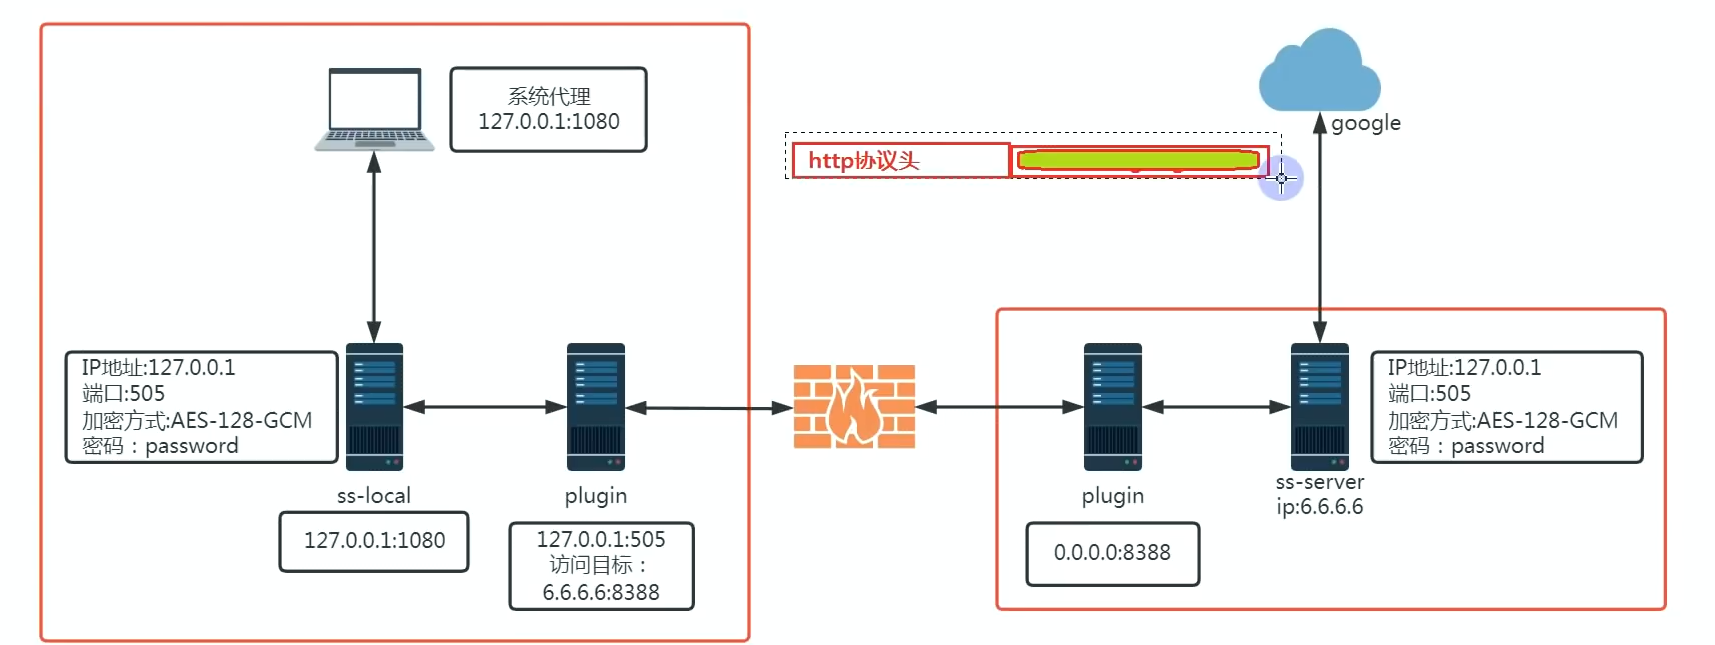 系统代理
127.0.0.1:1080
google
http协议头
IP地址:127.0.0.1
端口:505
加密方式:AES-128-GCM
密码：password
ss-local
127.0.0.1:1080
plugin
127.0.0.1:505
访问目标：
6.6.6.6:8388
plugin
0.0.0.0:8388
ss-server
ip:6.6.6.6
IP地址:127.0.0.1
端口:505
加密方式:AES-128-GCM
密码：password